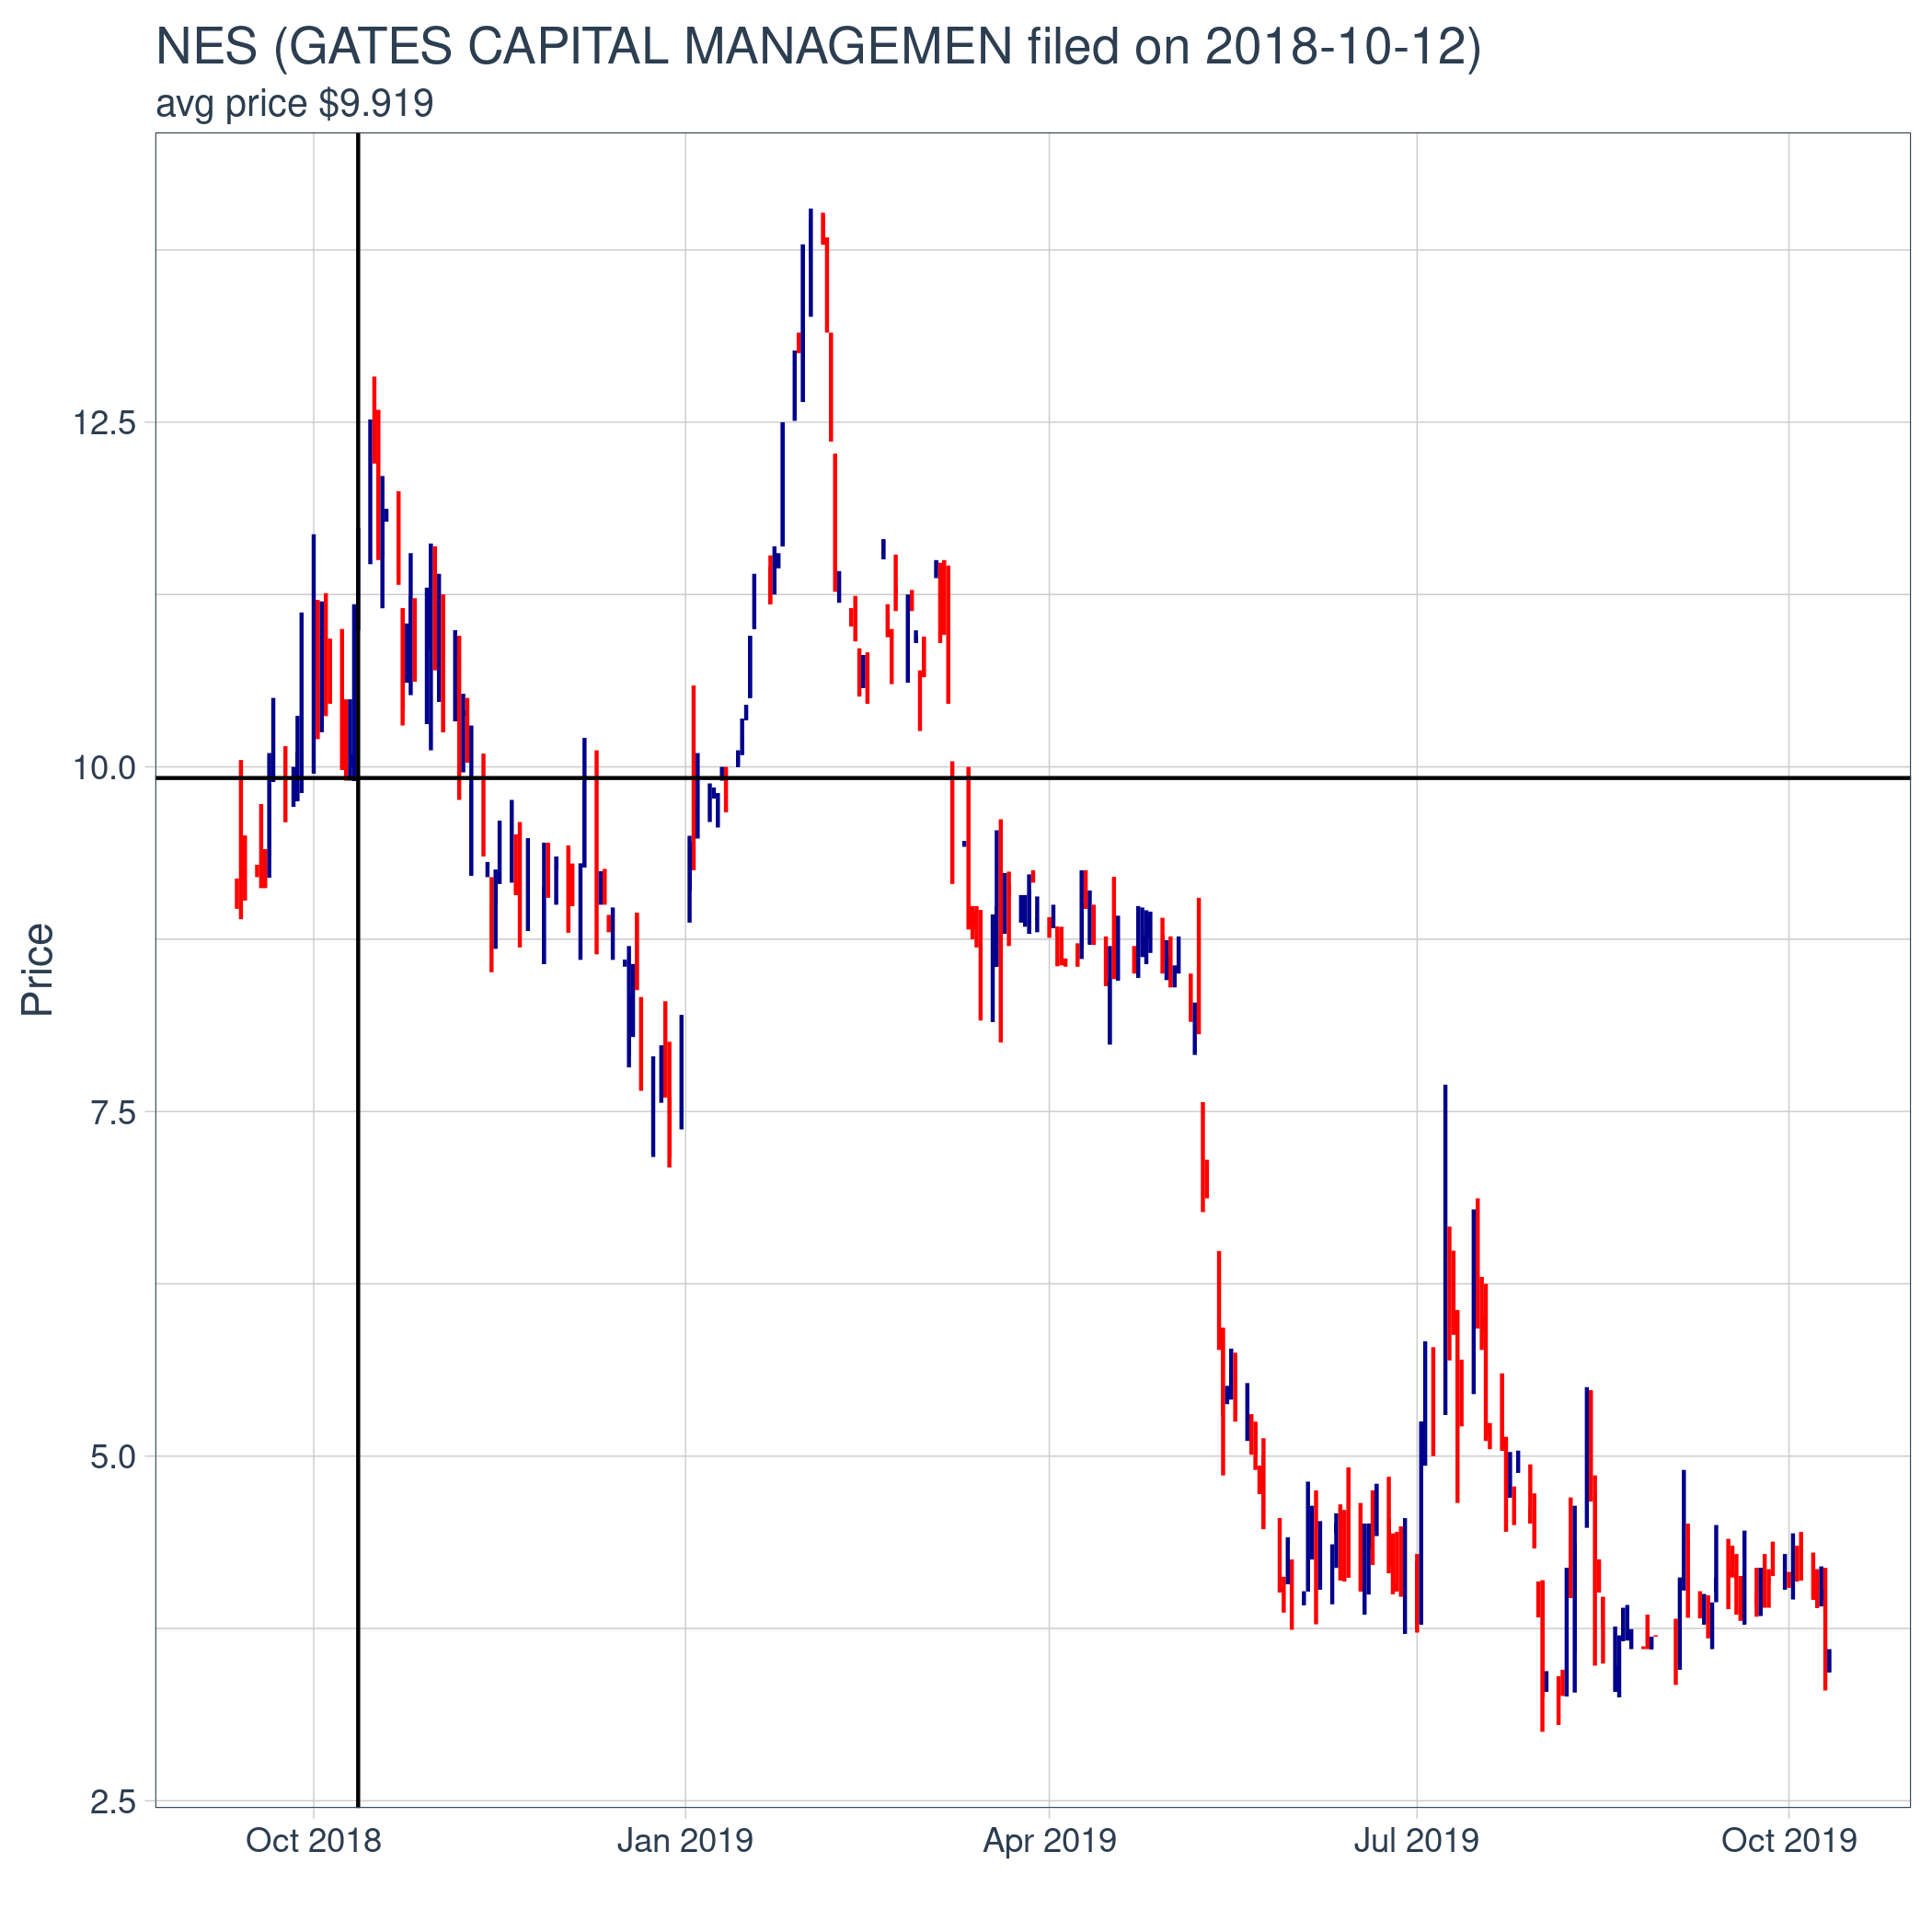 NES (GATES CAPITAL MANAGEMEN filed on 2018-10-12)
avg price $9.919
12.5
10.0
7.5
5.0
2.5
Price
Oct 2018
Jan 2019
Apr 2019
Jul 2019
Oct 2019